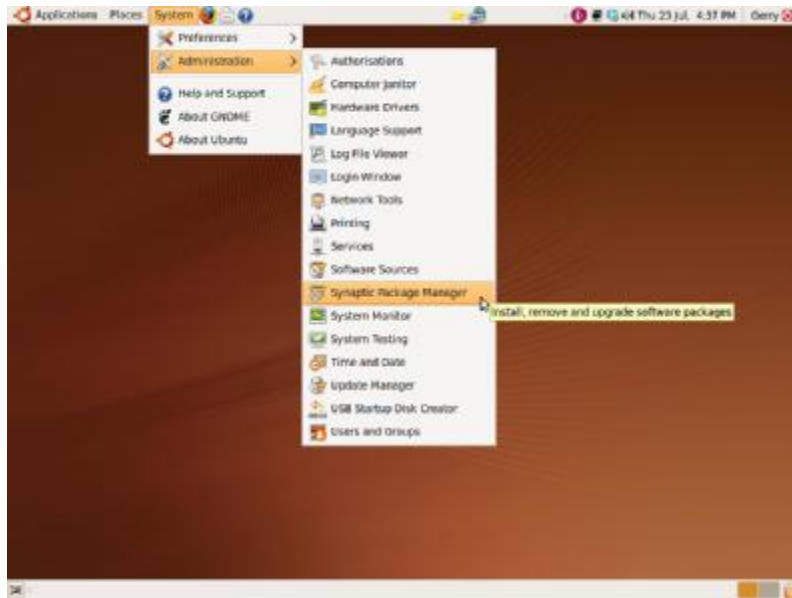 Applications Places System Thu 23 Jul, 4:37 PM Gerry
Preferences
Administration
Help and Support
About GNOME
About Ubuntu
Authorisations
Computer Janitor
Hardware Drivers
Language Support
Log File Viewer
Login Window
Network Tools
Printing
Services
Software Sources
Synaptic Package Manager
Install, remove and upgrade software packages
System Monitor
System Testing
Time and Date
Update Manager
USB Startup Disk Creator
Users and Groups